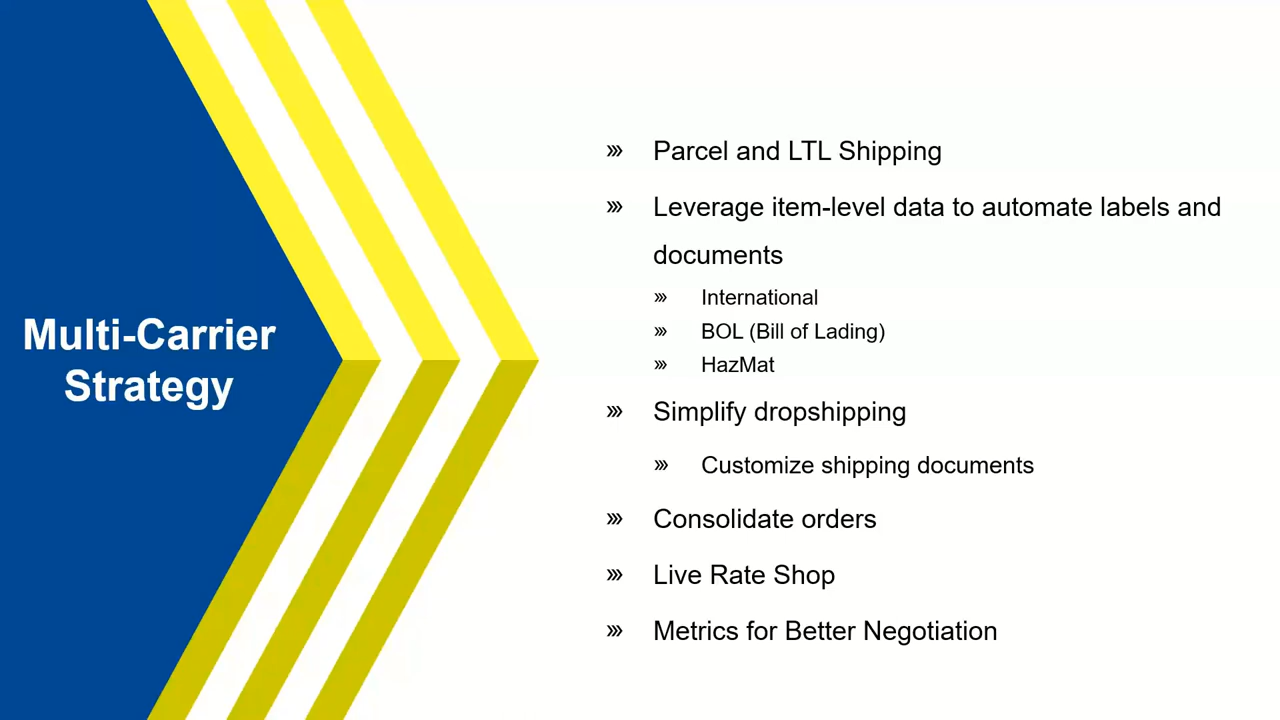 Multi-Carrier
Strategy
Parcel and LTL Shipping
Leverage item-level data to automate labels and
documents
International
BOL (Bill of Lading)
HazMat
Simplify dropshipping
Customize shipping documents
Consolidate orders
Live Rate Shop
Metrics for Better Negotiation